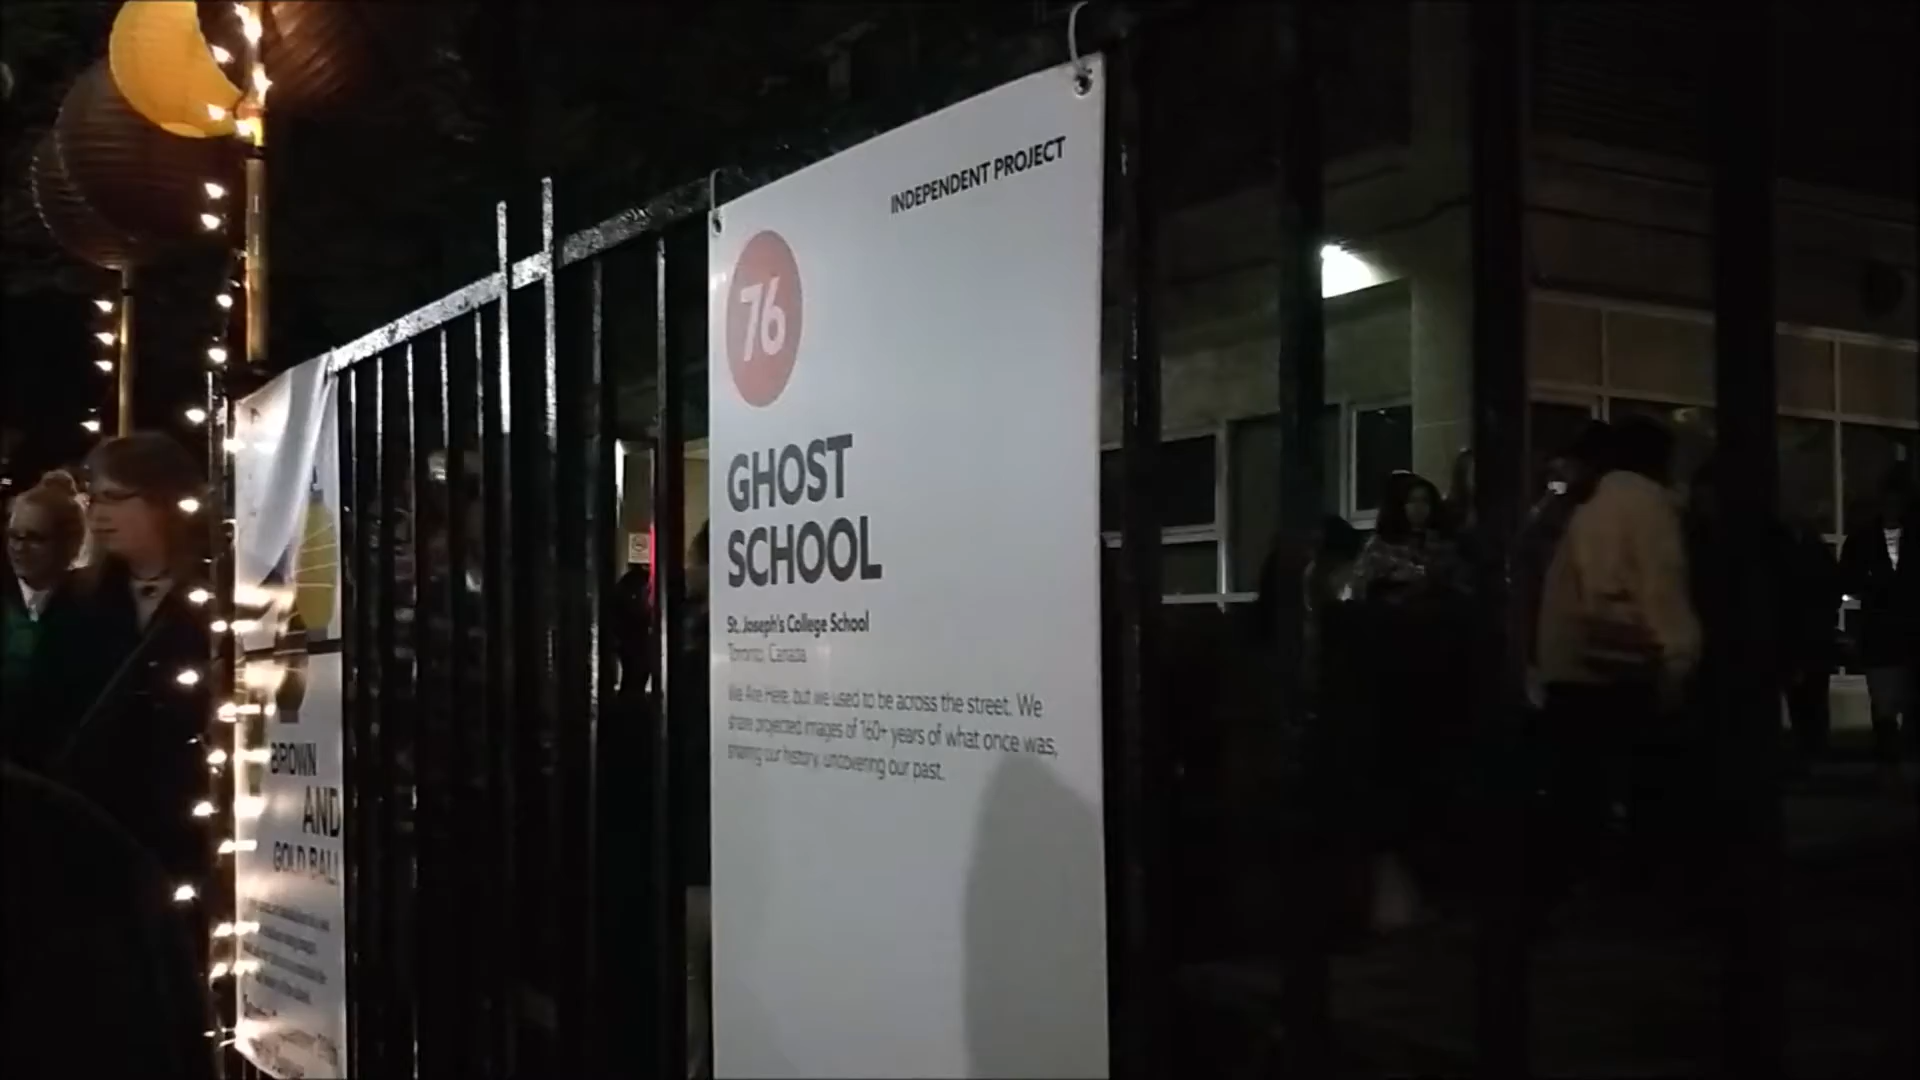 INDEPENDENT PROJECT
76
GHOST
SCHOOL
St. Joseph's College School
Toronto, Canada
We Are Here, but we used to be across the street. We
share projected images of 160+ years of what once was,
sharing our history, uncovering our past.
BROWN
AND
GOLD BALL